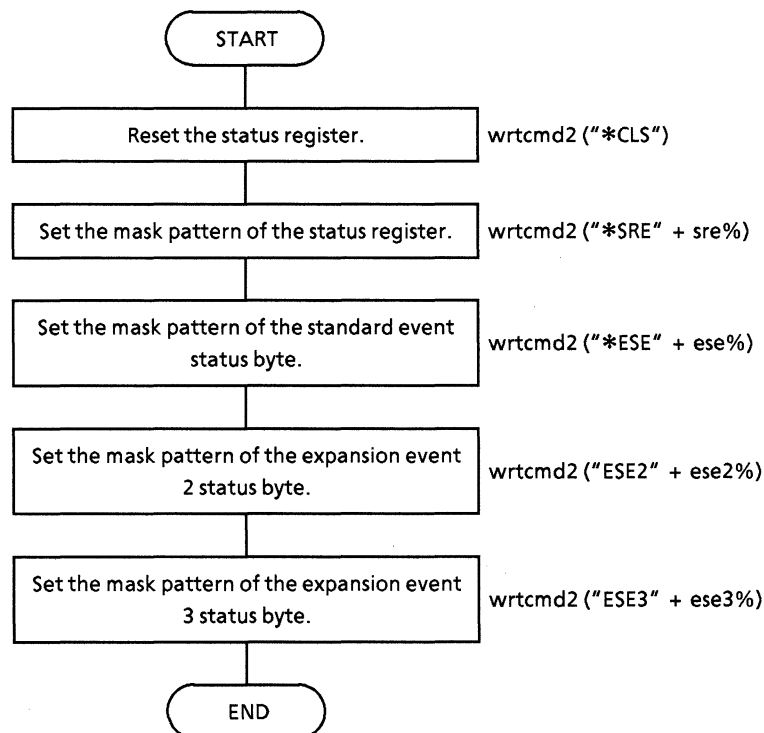 START
Reset the status register. wrtcmd2 ("*CLS")
Set the mask pattern of the status register. wrtcmd2 ("*SRE" + sre%)
Set the mask pattern of the standard event
status byte.
wrtcmd2 ("*ESE" + ese%)
Set the mask pattern of the expansion event
2 status byte.
wrtcmd2 ("ESE2" + ese2%)
Set the mask pattern of the expansion event
3 status byte.
wrtcmd2 ("ESE3" + ese3%)
END